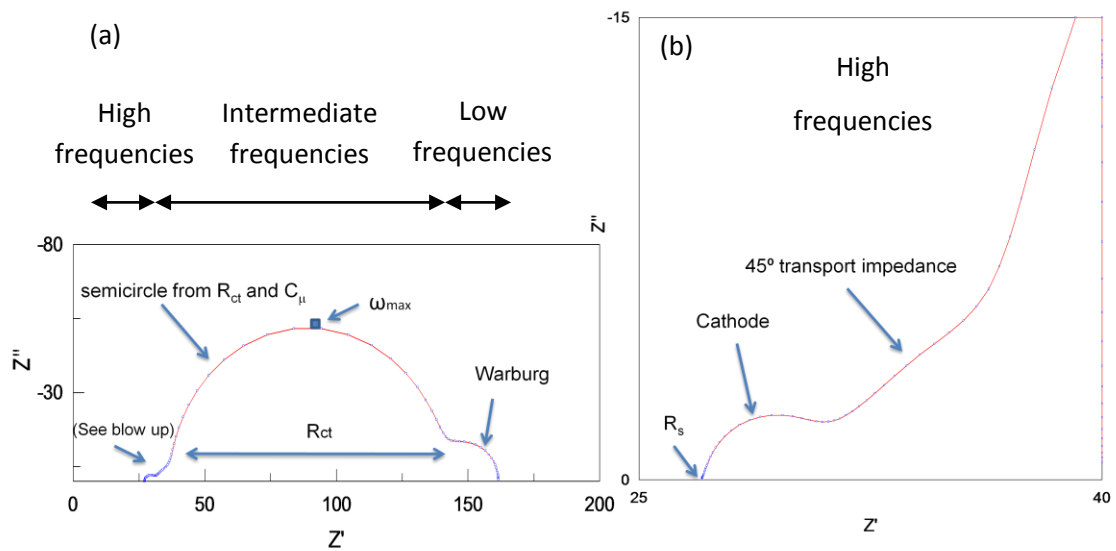 (a)
High
frequencies
Intermediate
frequencies
Low
frequencies
-80
-30
Z''
semicircle from Rct and Cμ
ωmax
Warburg
(See blow up)
Rct
0
50
100
150
200
Z'
(b)
High
frequencies
-15
Z''
45º transport impedance
Cathode
Rs
0
25
40
Z'